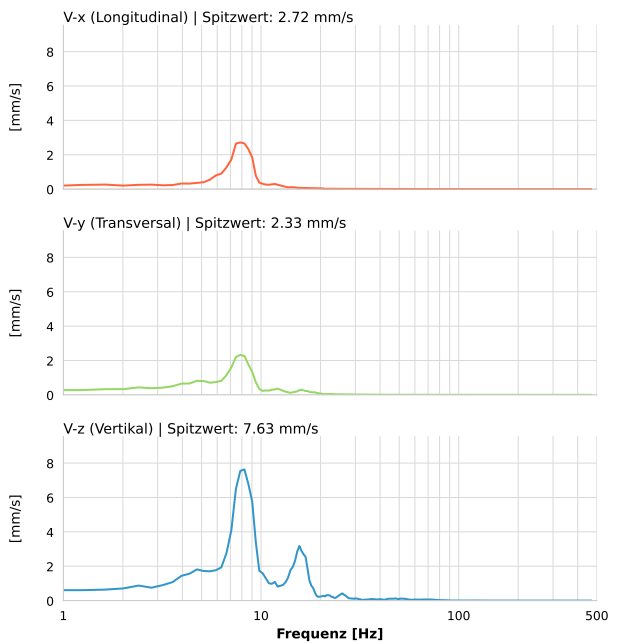 V-x (Longitudinal) | Spitzwert: 2.72 mm/s
8
6
4
2
0
[mm/s]
V-y (Transversal) | Spitzwert: 2.33 mm/s
8
6
4
2
0
[mm/s]
V-z (Vertikal) | Spitzwert: 7.63 mm/s
8
6
4
2
0
[mm/s]
1 10 100 500
Frequenz [Hz]